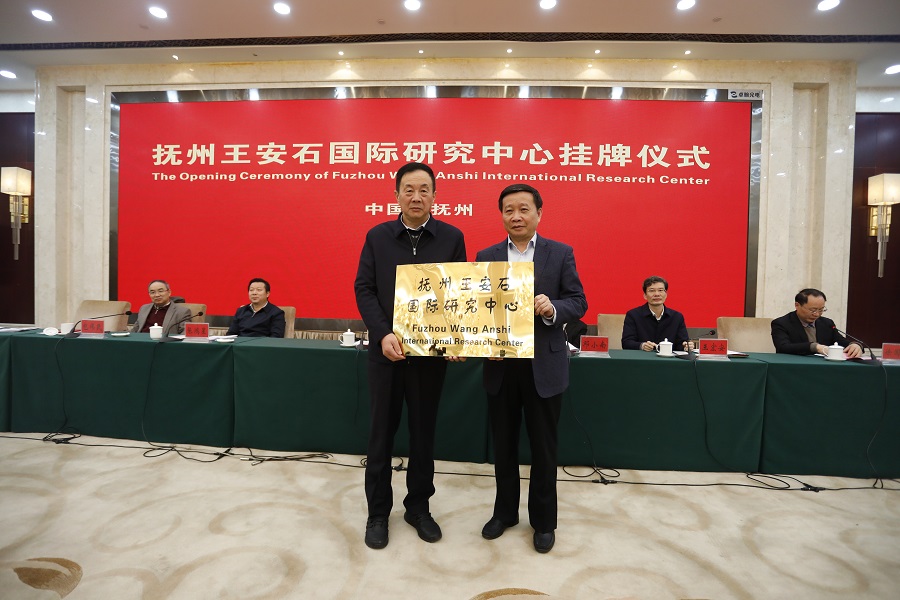 抚州王安石国际研究中心挂牌仪式
The Opening Ceremony of Fuzhou Wang Anshi International Research Center
中国 抚州
抚州王安石
国际研究中心
Fuzhou Wang Anshi
International Research Center